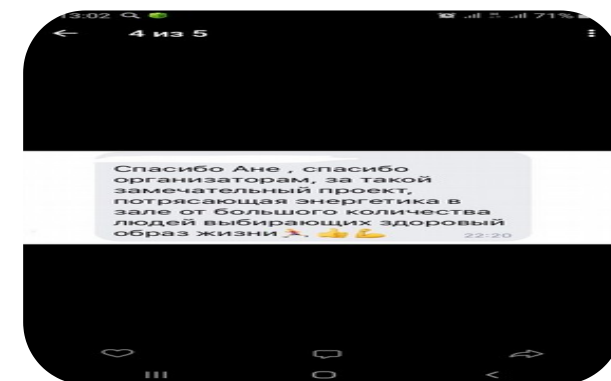 13:02 71%
4 из 5
Спасибо Ане , спасибо
организаторам, за такой
замечательный проект,
потрясающая энергетика в
зале от большого количества
людей выбирающих здоровый
образ жизни🏃🏻‍♀️👍💪
22:20